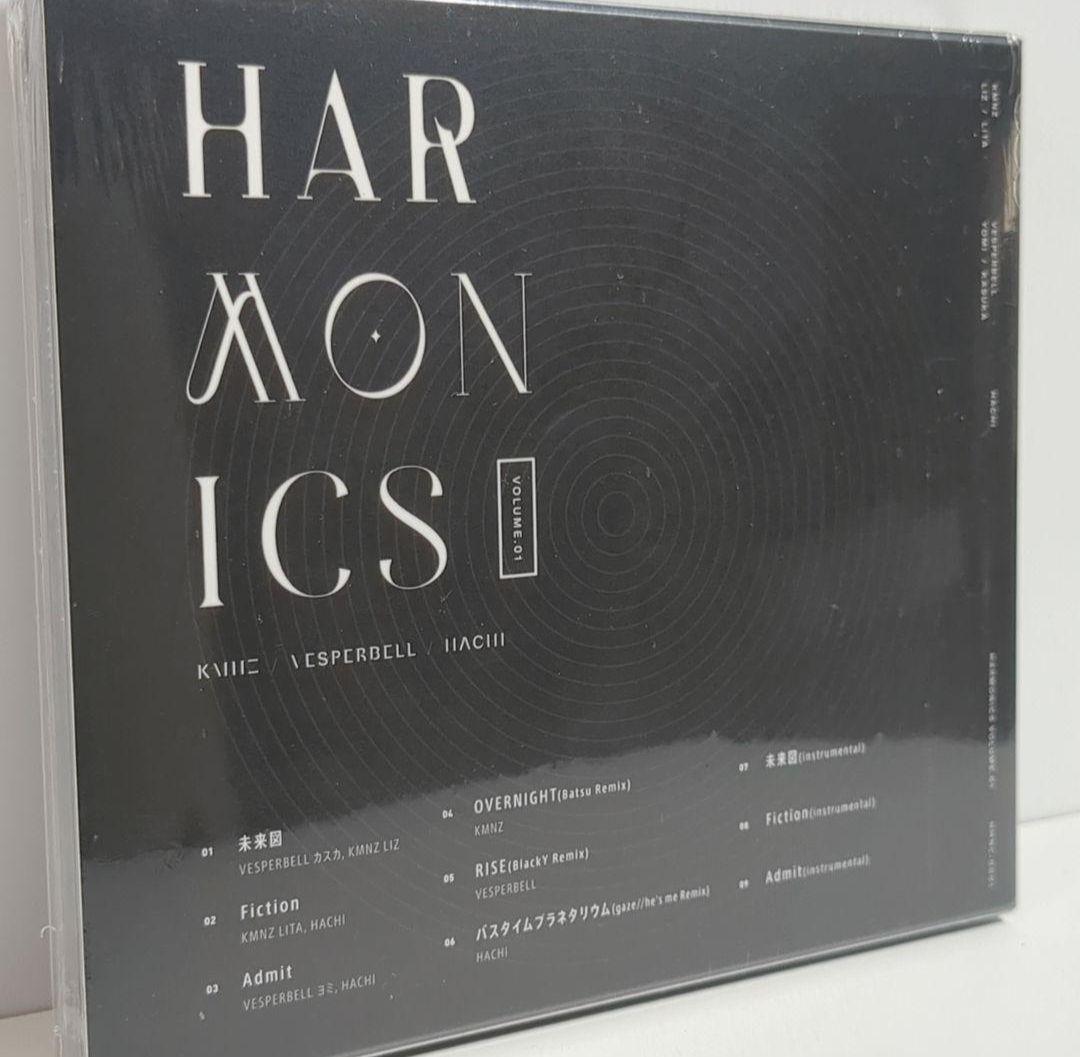 HAR
MON
ICS
VOLUME.01
KMNZ / VESPERBELL / HACHI
01 未来図
VESPERBELL カスカ, KMNZ LIZ
02 Fiction
KMNZ LITA, HACHI
03 Admit
VESPERBELL ヨミ, HACHI
04 OVERNIGHT(Batsu Remix)
KMNZ
05 RISE(BlackY Remix)
VESPERBELL
06 バスタイムプラネタリウム(gaze//he's me Remix)
HACHI
07 未来図(instrumental)
08 Fiction(instrumental)
09 Admit(instrumental)
KMNZ
LIZ / LITA
VESPERBELL
YOMI / KASUKA
HACHI
HARMONICS VOLUME.01